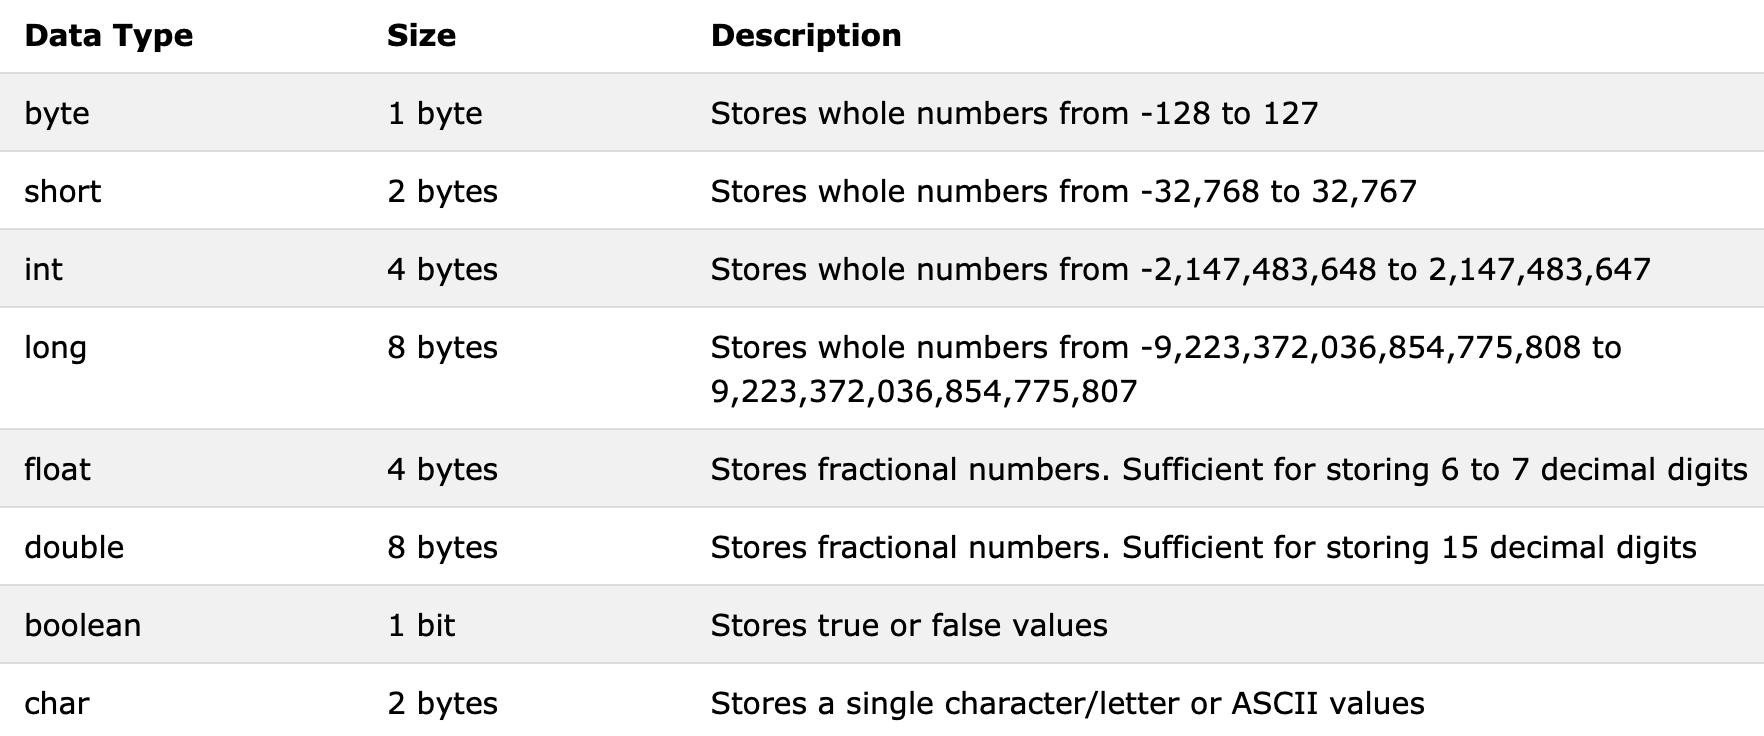 Data Type Size Description
byte 1 byte Stores whole numbers from -128 to 127
short 2 bytes Stores whole numbers from -32,768 to 32,767
int 4 bytes Stores whole numbers from -2,147,483,648 to 2,147,483,647
long 8 bytes Stores whole numbers from -9,223,372,036,854,775,808 to
9,223,372,036,854,775,807
float 4 bytes Stores fractional numbers. Sufficient for storing 6 to 7 decimal digits
double 8 bytes Stores fractional numbers. Sufficient for storing 15 decimal digits
boolean 1 bit Stores true or false values
char 2 bytes Stores a single character/letter or ASCII values